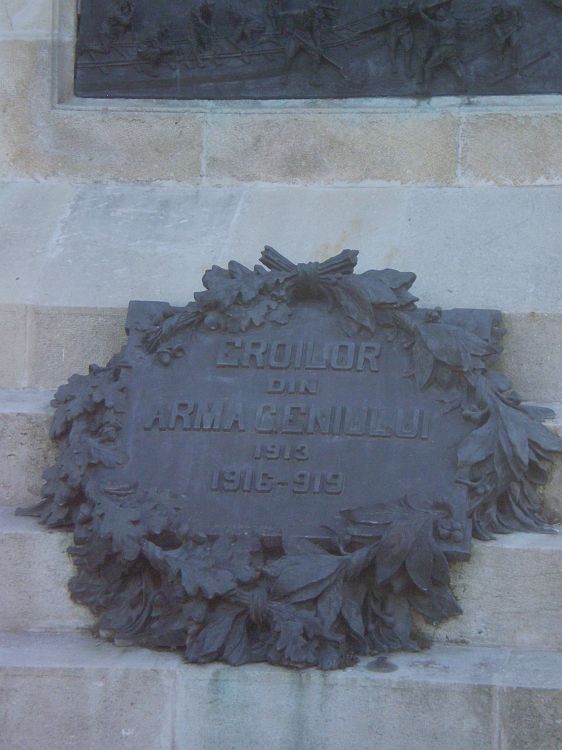 EROILOR
DIN
ARMA GENIULUI
1913
1916-919